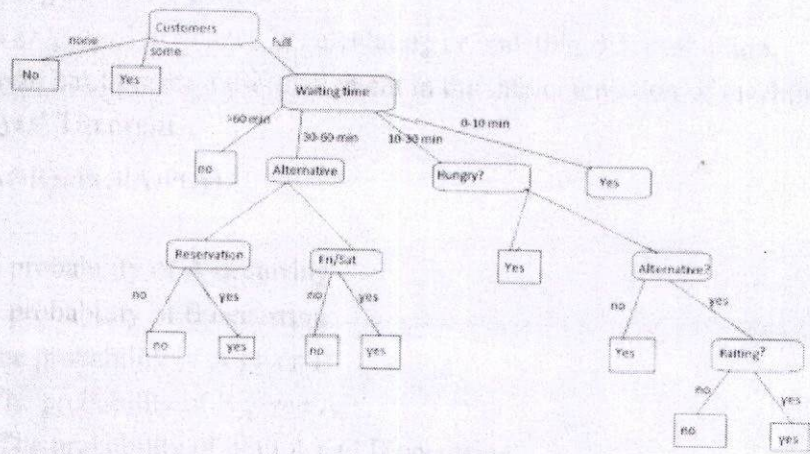 Customers
none
some
full
No
Yes
Waiting time
>60 min
30-60 min
10-30 min
0-10 min
no
Alternative
Hungry?
Yes
Reservation
Fri/Sat
Yes
Alternative?
no
yes
no
yes
no
yes
no
yes
no
yes
Yes
Raiting?
no
yes
no
yes